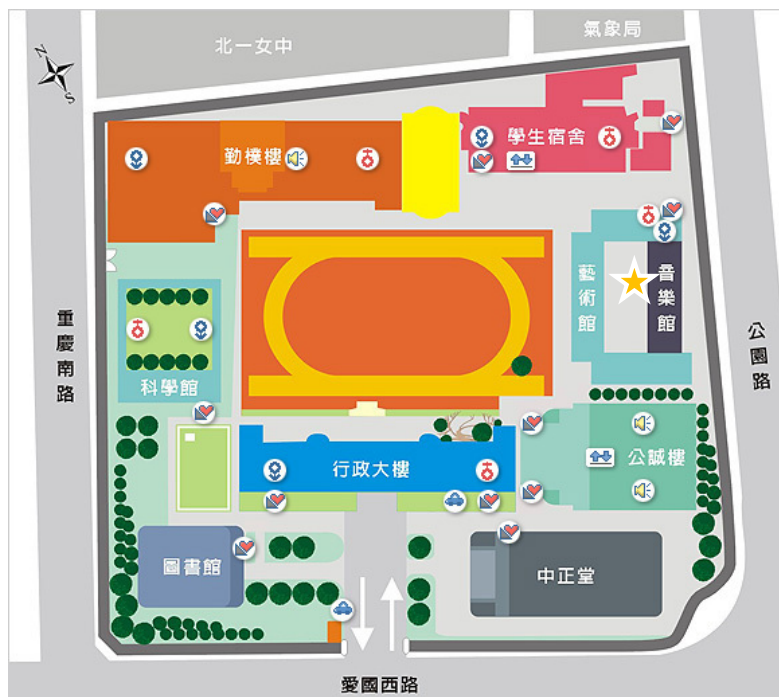 北一女中
氣象局
N
S
勤樸樓
學生宿舍
藝術館
音樂館
重慶南路
公園路
科學館
行政大樓
公誠樓
圖書館
中正堂
愛國西路